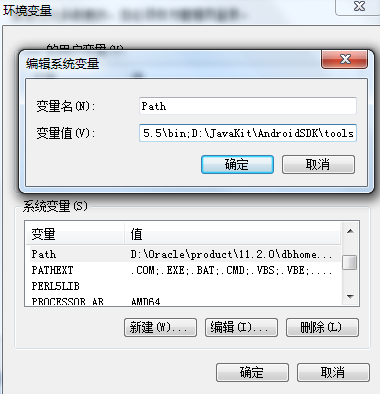 环境变量
的用户变量(U)
编辑系统变量
变量名(N):
Path
变量值(V):
5.5\bin;D:\JavaKit\AndroidSDK\tools
确定
取消
系统变量(S)
变量 值
Path D:\Oracle\product\11.2.0\dbhome...
PATHEXT .COM;.EXE;.BAT;.CMD;.VBS;.VBE;....
PERL5LIB
PROCESSOR_AR AMD64
新建(W)... 编辑(I)... 删除(L)
确定 取消